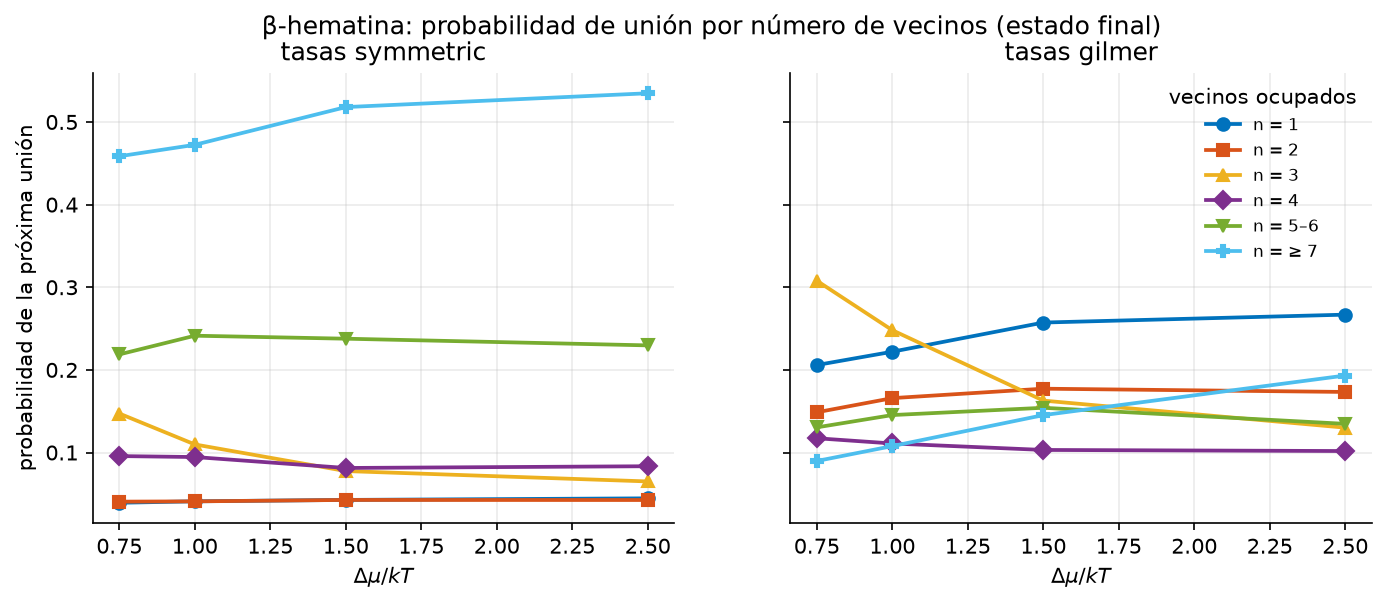 β-hematina: probabilidad de unión por número de vecinos (estado final)
tasas symmetric
tasas gilmer
probabilidad de la próxima unión
0.5
0.4
0.3
0.2
0.1
0.75 1.00 1.25 1.50 1.75 2.00 2.25 2.50
Δμ/kT
vecinos ocupados
n = 1
n = 2
n = 3
n = 4
n = 5–6
n = ≥ 7
0.75 1.00 1.25 1.50 1.75 2.00 2.25 2.50
Δμ/kT